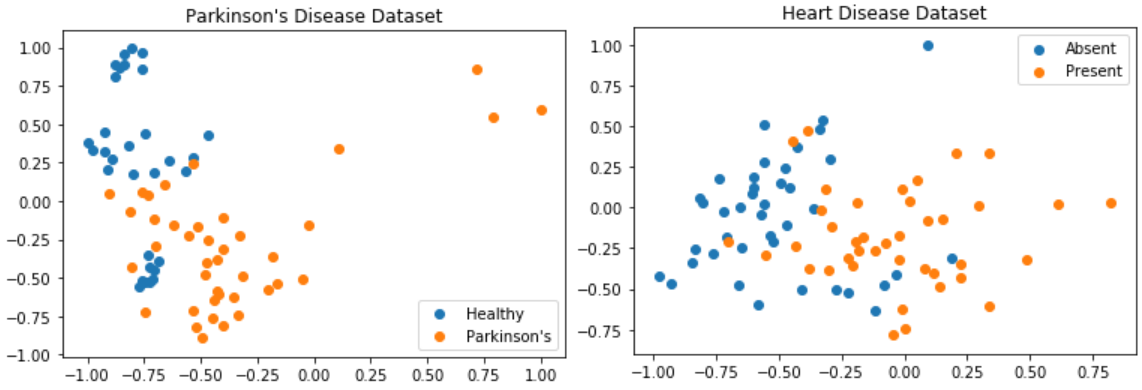 Parkinson's Disease Dataset
1.00
0.75
0.50
0.25
0.00
−0.25
−0.50
−0.75
−1.00
Healthy
Parkinson's
−1.00 −0.75 −0.50 −0.25 0.00 0.25 0.50 0.75 1.00
Heart Disease Dataset
Absent
Present
1.00
0.75
0.50
0.25
0.00
−0.25
−0.50
−0.75
−1.00 −0.75 −0.50 −0.25 0.00 0.25 0.50 0.75